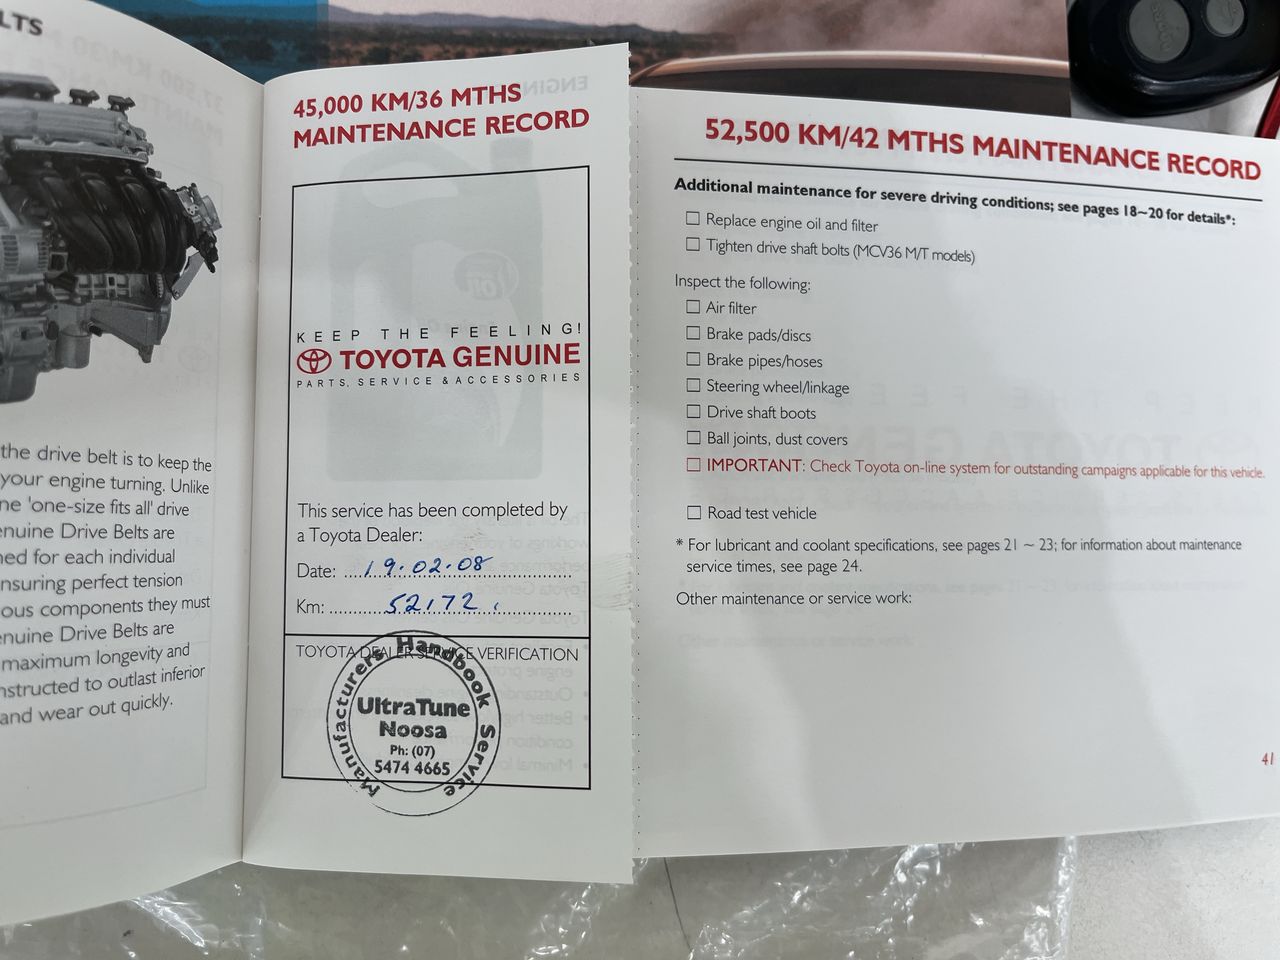 LTS
the drive belt is to keep the
your engine turning. Unlike
ne 'one-size fits all' drive
enuine Drive Belts are
ned for each individual
nsuring perfect tension
ous components they must
enuine Drive Belts are
maximum longevity and
nstructed to outlast inferior
and wear out quickly.
45,000 KM/36 MTHS
MAINTENANCE RECORD
KEEP THE FEELING!
TOYOTA GENUINE
PARTS, SERVICE & ACCESSORIES
This service has been completed by
a Toyota Dealer:
Date: 19.02.08
Km: 52172
TOYOTA DEALER SERVICE VERIFICATION
Manufacturers Handbook Service
UltraTune
Noosa
Ph: (07)
5474 4665
52,500 KM/42 MTHS MAINTENANCE RECORD
Additional maintenance for severe driving conditions; see pages 18~20 for details*:
Replace engine oil and filter
Tighten drive shaft bolts (MCV36 M/T models)
Inspect the following:
Air filter
Brake pads/discs
Brake pipes/hoses
Steering wheel/linkage
Drive shaft boots
Ball joints, dust covers
IMPORTANT: Check Toyota on-line system for outstanding campaigns applicable for this vehicle.
Road test vehicle
* For lubricant and coolant specifications, see pages 21 ~ 23; for information about maintenance
service times, see page 24.
Other maintenance or service work:
41